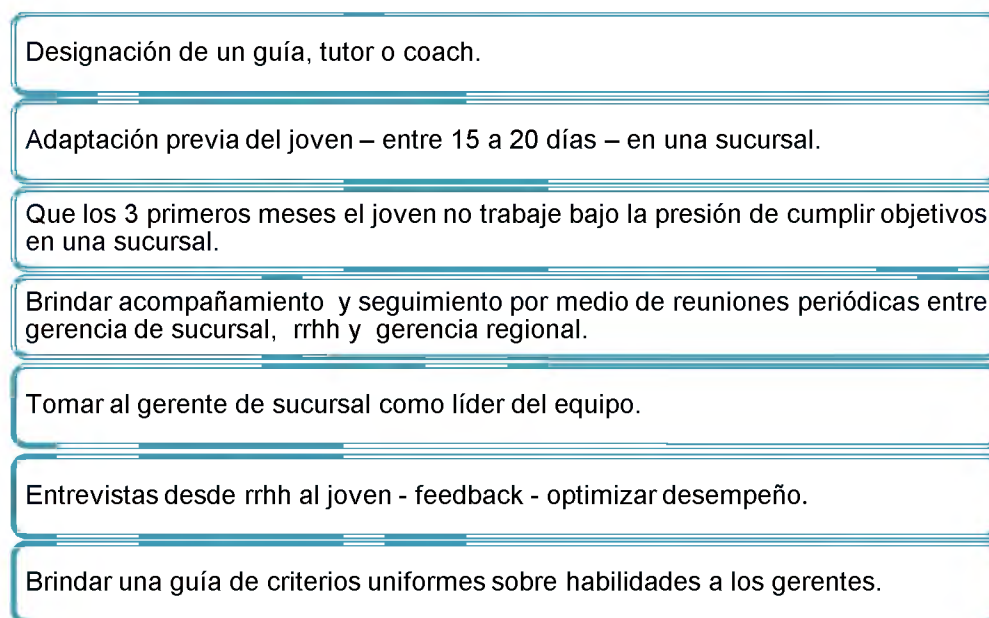 Designación de un guía, tutor o coach.
Adaptación previa del joven – entre 15 a 20 días – en una sucursal.
Que los 3 primeros meses el joven no trabaje bajo la presión de cumplir objetivos
en una sucursal.
Brindar acompañamiento y seguimiento por medio de reuniones periódicas entre
gerencia de sucursal, rrhh y gerencia regional.
Tomar al gerente de sucursal como líder del equipo.
Entrevistas desde rrhh al joven - feedback - optimizar desempeño.
Brindar una guía de criterios uniformes sobre habilidades a los gerentes.